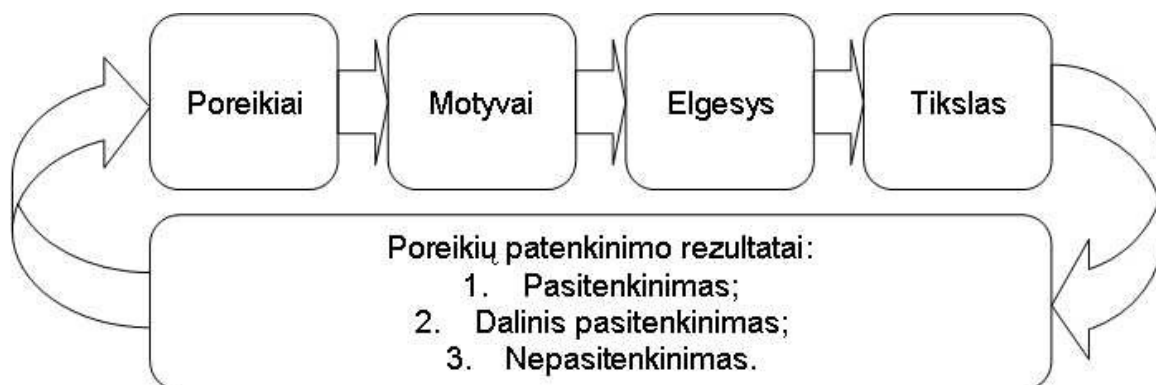 Poreikiai
Motyvai
Elgesys
Tikslas
Poreikių patenkinimo rezultatai:
1. Pasitenkinimas;
2. Dalinis pasitenkinimas;
3. Nepasitenkinimas.